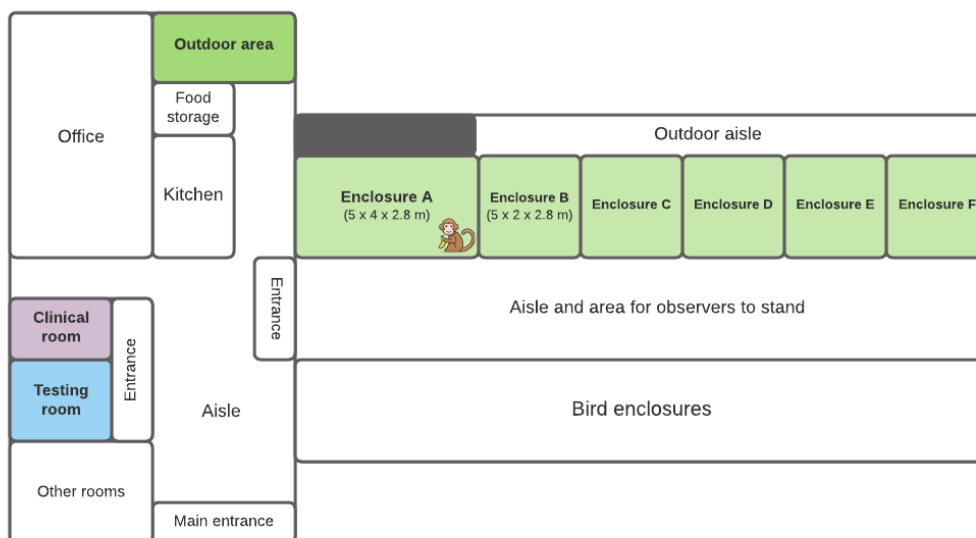 Outdoor area
Food
storage
Office
Kitchen
Outdoor aisle
Enclosure A
(5 x 4 x 2.8 m)
Enclosure B
(5 x 2 x 2.8 m)
Enclosure C
Enclosure D
Enclosure E
Enclosure F
Entrance
Aisle and area for observers to stand
Clinical
room
Entrance
Testing
room
Aisle
Bird enclosures
Other rooms
Main entrance